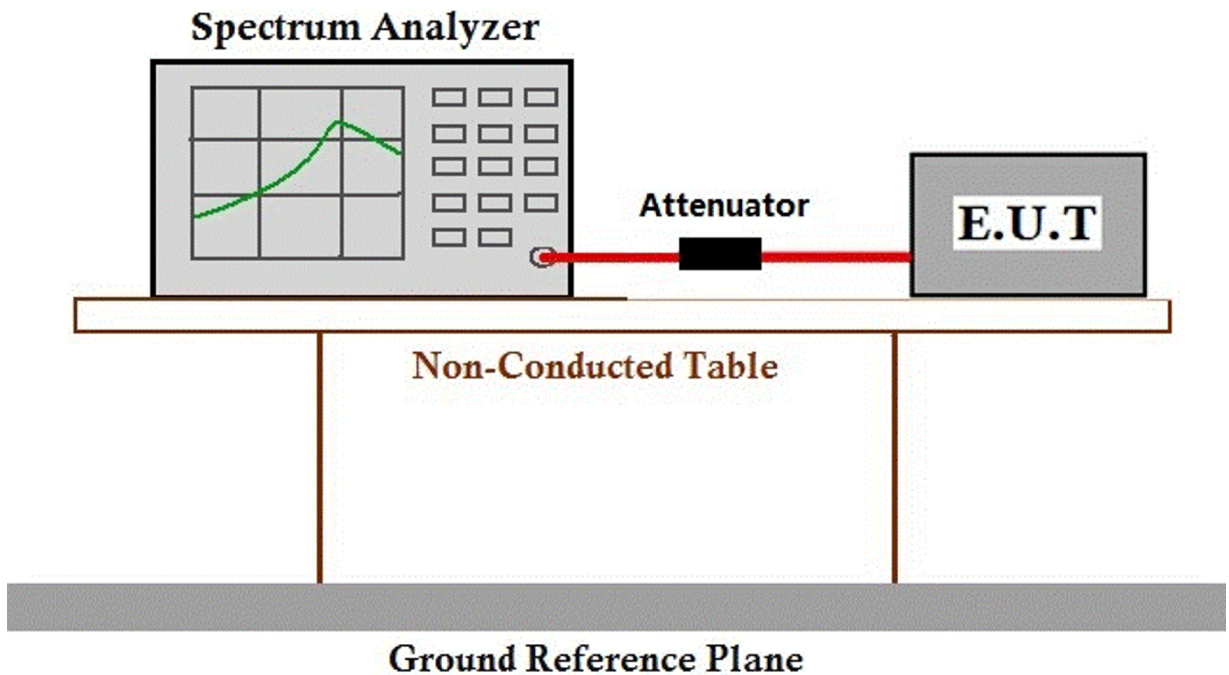 Spectrum Analyzer
Attenuator
E.U.T
Non-Conducted Table
Ground Reference Plane